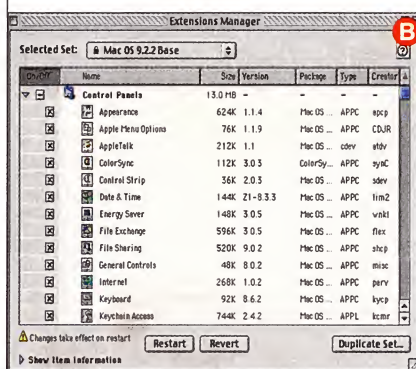 Extensions Manager
B
Selected Set: Mac OS 9.2.2 Base
On/Off Name Size Version Package Type Creator
Control Panels 13.0 MB - - - -
Appearance 624K 1.1.4 Mac OS ... APPC apcp
Apple Menu Options 76K 1.1.9 Mac OS ... APPC CDJR
AppleTalk 212K 1.1 Mac OS ... cdev atdv
ColorSync 112K 3.0.3 ColorSy... APPC synC
Control Strip 36K 2.0.3 Mac OS ... APPC sdev
Date & Time 144K Z1-8.3.3 Mac OS ... APPC tim2
Energy Saver 148K 3.0.5 Mac OS ... APPC vnkl
File Exchange 596K 3.0.5 Mac OS ... APPC flex
File Sharing 520K 9.0.2 Mac OS ... APPC shcp
General Controls 48K 8.0.2 Mac OS ... APPC misc
Internet 268K 1.0.2 Mac OS ... APPC perv
Keyboard 92K 8.6.2 Mac OS ... APPC kycp
Keychain Access 744K 2.4.2 Mac OS ... APPL kcmr
Changes take effect on restart Restart Revert Duplicate Set...
Show Item Information